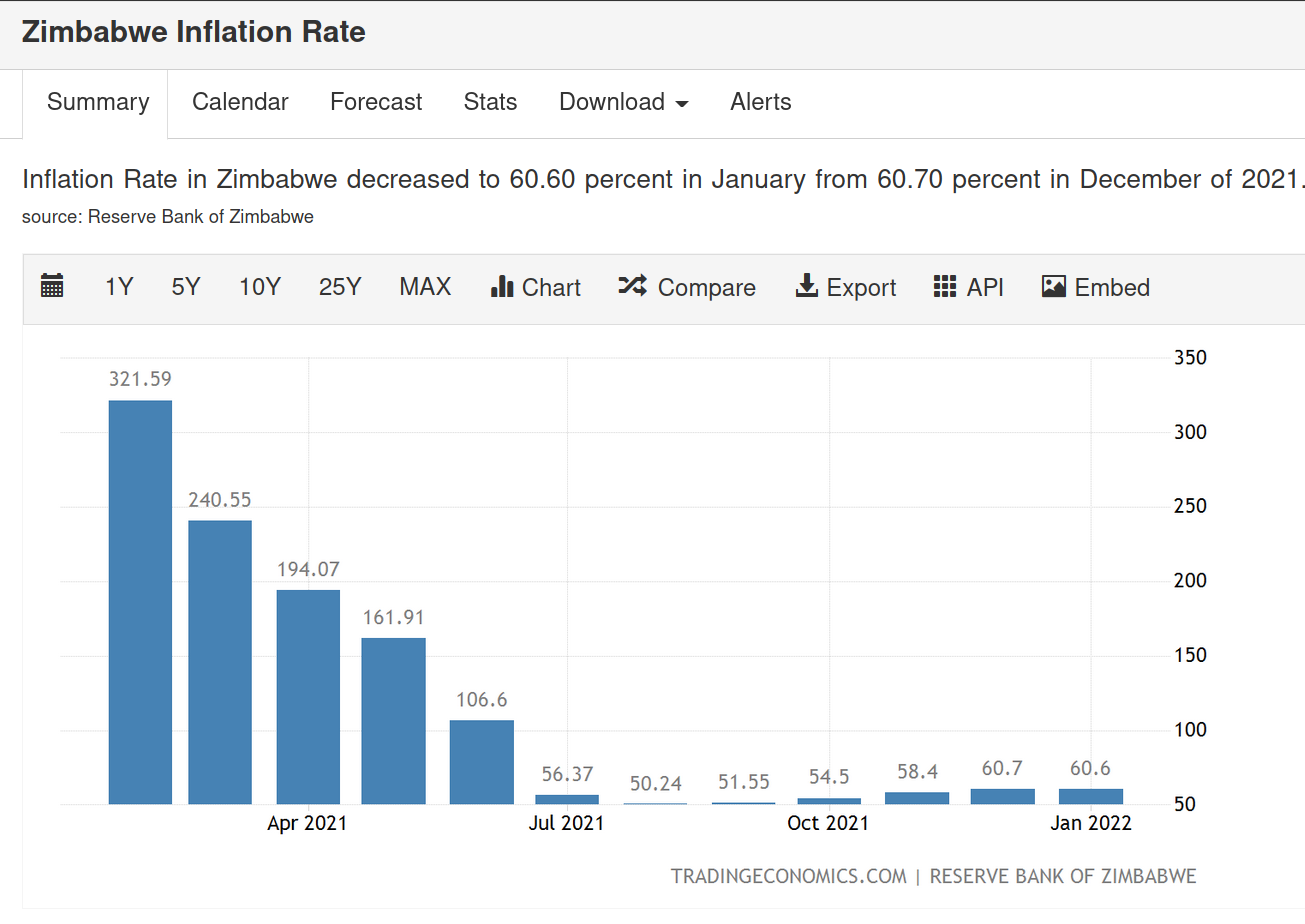 Zimbabwe Inflation Rate
Summary Calendar Forecast Stats Download Alerts
Inflation Rate in Zimbabwe decreased to 60.60 percent in January from 60.70 percent in December of 2021.
source: Reserve Bank of Zimbabwe
1Y 5Y 10Y 25Y MAX Chart Compare Export API Embed
350
321.59
300
240.55
250
194.07
200
161.91
150
106.6
100
56.37 50.24 51.55 54.5 58.4 60.7 60.6
50
Apr 2021 Jul 2021 Oct 2021 Jan 2022
TRADINGECONOMICS.COM | RESERVE BANK OF ZIMBABWE